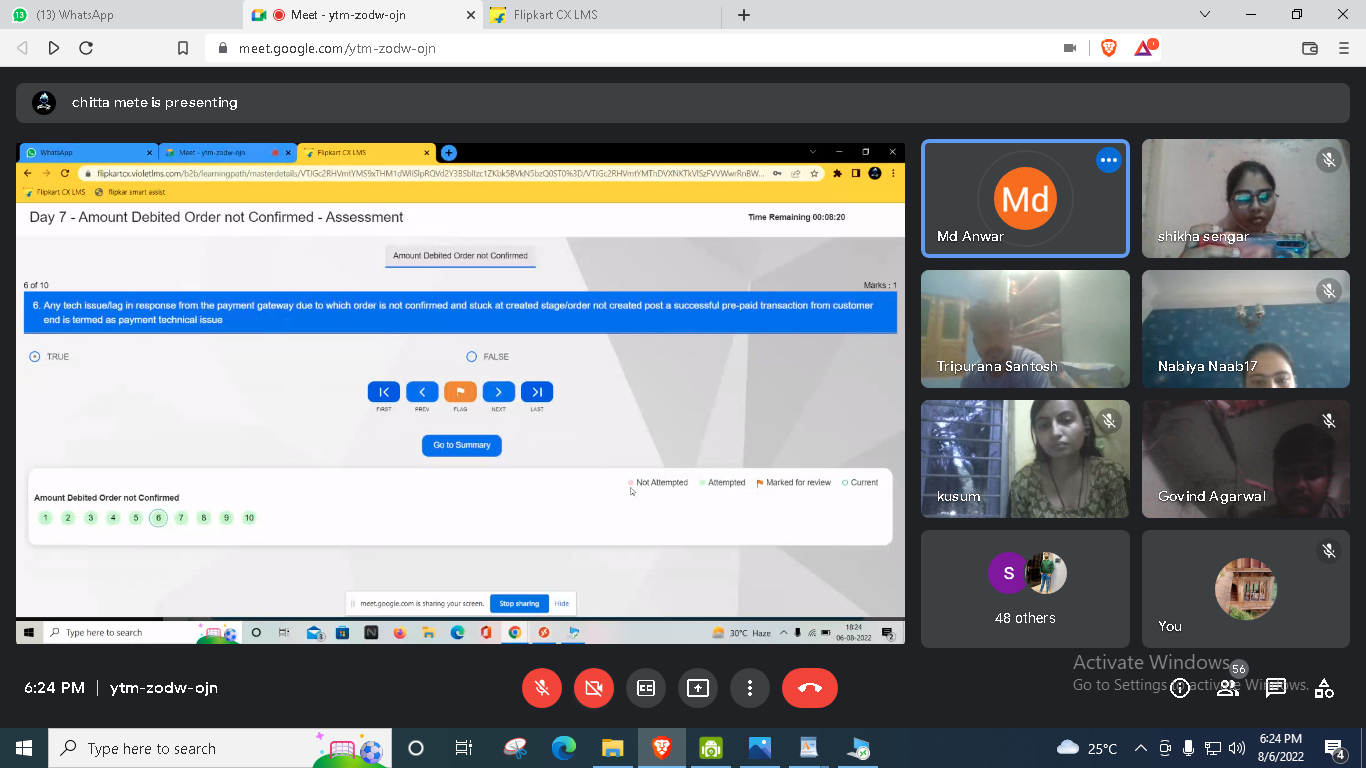 (13) WhatsApp
Meet - ytm-zodw-ojn
Flipkart CX LMS
meet.google.com/ytm-zodw-ojn
chitta mete is presenting
WhatsApp
Meet - ytm-zodw-ojn
Flipkart CX LMS
Flipkart CX LMS
flipkar smart assist
Day 7 - Amount Debited Order not Confirmed - Assessment
Time Remaining 00:08:20
Amount Debited Order not Confirmed
6 of 10
Marks : 1
6. Any tech issue/lag in response from the payment gateway due to which order is not confirmed and stuck at created stage/order not created post a successful pre-paid transaction from customer
end is termed as payment technical issue
TRUE
FALSE
FIRST
PREV
FLAG
NEXT
LAST
Go to Summary
Not Attempted
Attempted
Marked for review
Current
Amount Debited Order not Confirmed
1 2 3 4 5 6 7 8 9 10
meet.google.com is sharing your screen.
Stop sharing
Hide
Type here to search
30°C Haze
18:24
06-08-2022
Md
Md Anwar
shikha sengar
Tripurana Santosh
Nabiya Naab17
kusum
Govind Agarwal
S
48 others
You
Activate Windows
Go to Settings to activate Windows.
6:24 PM | ytm-zodw-ojn
56
Type here to search
25°C
6:24 PM
8/6/2022
4